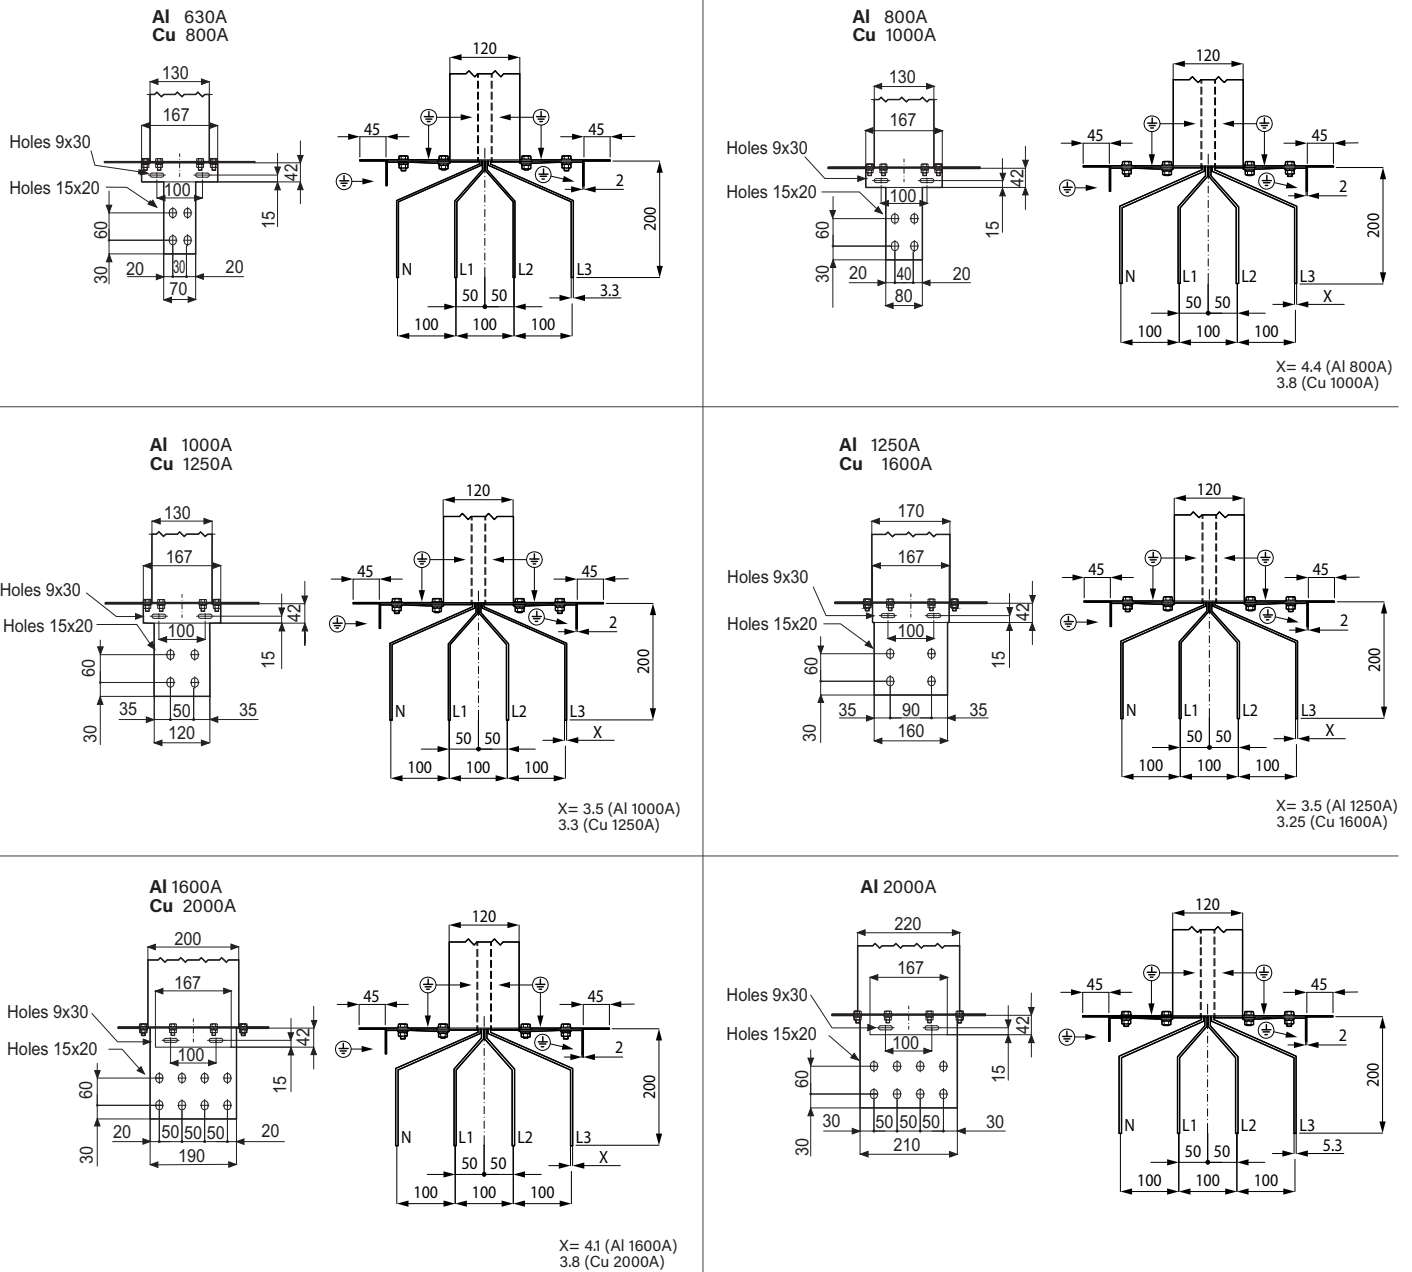 Al 630A
Cu 800A
120
130
167
45
45
Holes 9x30
42
100
2
Holes 15x20
15
200
60
30
20
30
20
70
N
L1
L2
L3
50
50
3.3
100
100
100
Al 800A
Cu 1000A
120
130
167
45
45
Holes 9x30
42
100
2
Holes 15x20
15
200
60
30
20
40
20
80
N
L1
L2
L3
50
50
X
100
100
100
X= 4.4 (Al 800A)
3.8 (Cu 1000A)
Al 1000A
Cu 1250A
120
130
167
45
45
Holes 9x30
42
100
2
Holes 15x20
15
200
60
30
35
50
35
120
N
L1
L2
L3
50
50
X
100
100
100
X= 3.5 (Al 1000A)
3.3 (Cu 1250A)
Al 1250A
Cu 1600A
120
170
167
45
45
Holes 9x30
42
100
2
Holes 15x20
15
200
60
30
35
90
35
160
N
L1
L2
L3
50
50
X
100
100
100
X= 3.5 (Al 1250A)
3.25 (Cu 1600A)
Al 1600A
Cu 2000A
120
200
167
45
45
Holes 9x30
42
100
2
Holes 15x20
15
200
60
30
20
50
50
50
20
190
N
L1
L2
L3
50
50
X
100
100
100
X= 4.1 (Al 1600A)
3.8 (Cu 2000A)
Al 2000A
120
220
167
45
45
Holes 9x30
42
100
2
Holes 15x20
15
200
60
30
30
50
50
50
30
210
N
L1
L2
L3
50
50
5.3
100
100
100